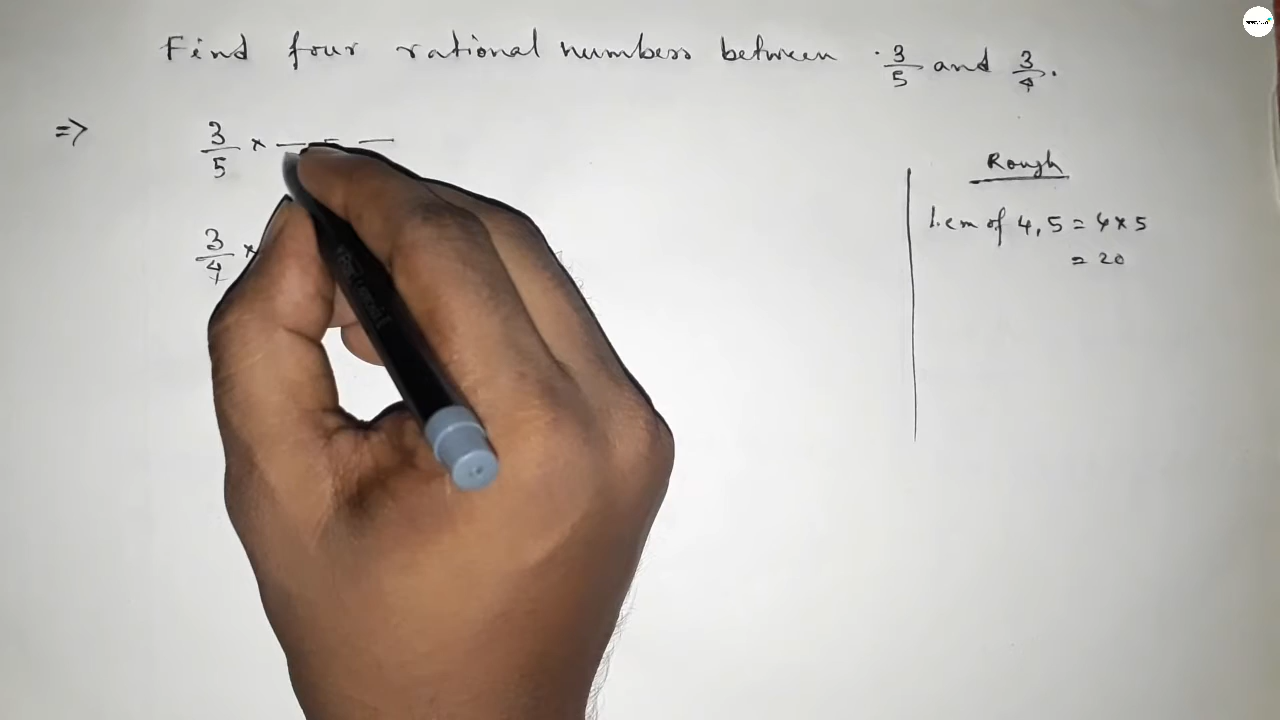 Find four rational numbers between 3/5 and 3/4.
=> 3/5 × — = —
3/4 ×
Rough
L.c.m of 4, 5 = 4 × 5
= 20